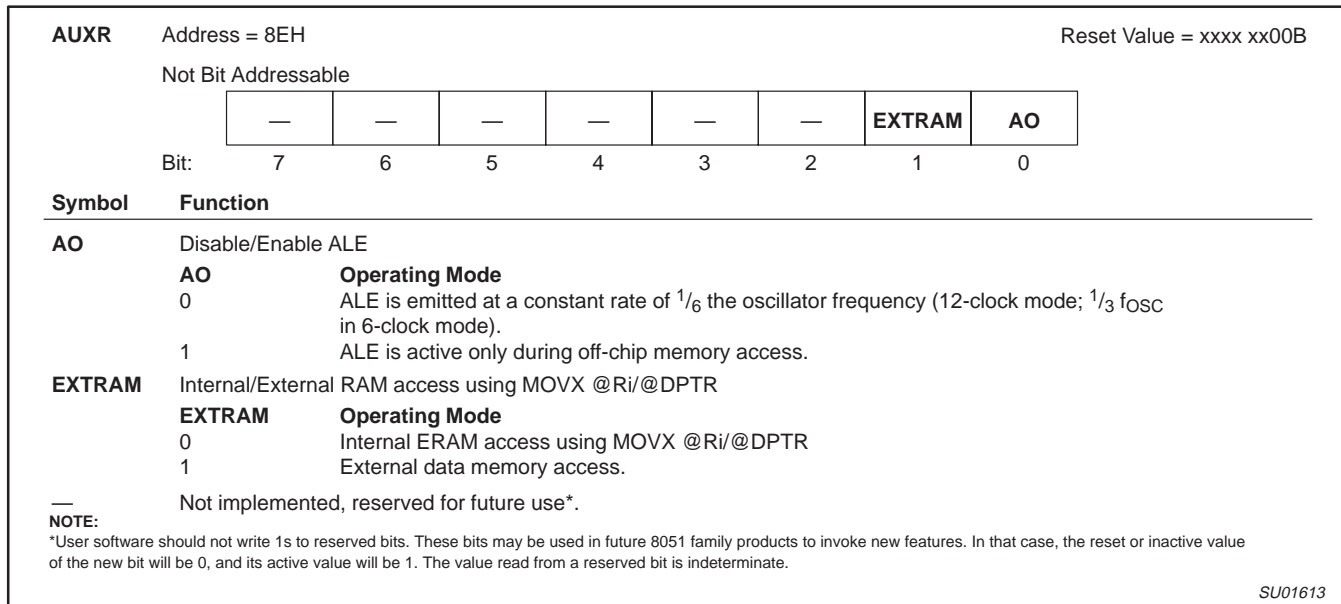 AUXR Address = 8EH Reset Value = xxxx xx00B
Not Bit Addressable
— — — — — — EXTRAM AO
Bit: 7 6 5 4 3 2 1 0
Symbol Function
AO Disable/Enable ALE
AO Operating Mode
0 ALE is emitted at a constant rate of 1/6 the oscillator frequency (12-clock mode; 1/3 fOSC
in 6-clock mode).
1 ALE is active only during off-chip memory access.
EXTRAM Internal/External RAM access using MOVX @Ri/@DPTR
EXTRAM Operating Mode
0 Internal ERAM access using MOVX @Ri/@DPTR
1 External data memory access.
— Not implemented, reserved for future use*.
NOTE:
*User software should not write 1s to reserved bits. These bits may be used in future 8051 family products to invoke new features. In that case, the reset or inactive value
of the new bit will be 0, and its active value will be 1. The value read from a reserved bit is indeterminate.
SU01613